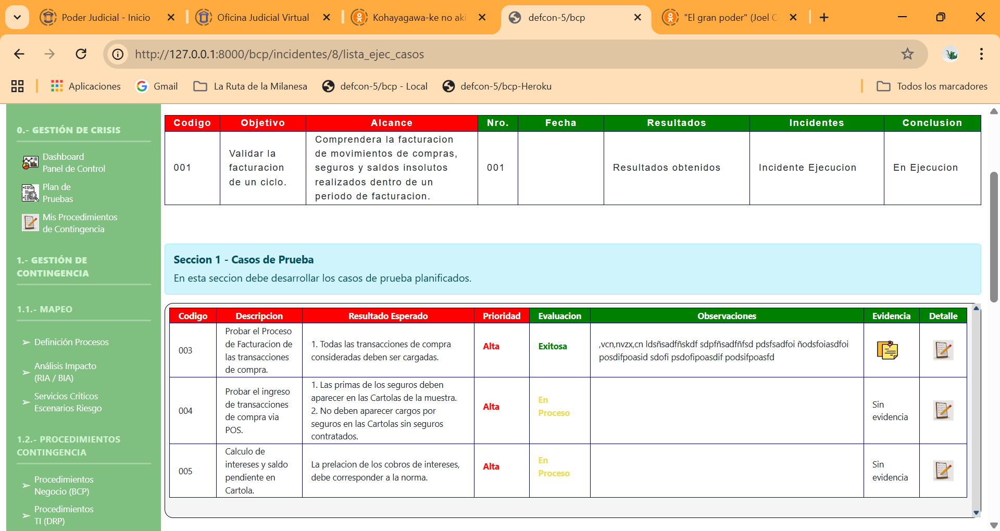 Poder Judicial - Inicio
Oficina Judicial Virtual
Kohayagawa-ke no aki
defcon-5/bcp
"El gran poder" (Joel C
http://127.0.0.1:8000/bcp/incidentes/8/lista_ejec_casos
Aplicaciones
Gmail
La Ruta de la Milanesa
defcon-5/bcp - Local
defcon-5/bcp-Heroku
Todos los marcadores
0.- GESTIÓN DE CRISIS
Dashboard
Panel de Control
Plan de
Pruebas
Mis Procedimientos
de Contingencia
1.- GESTIÓN DE
CONTINGENCIA
1.1.- MAPEO
➢ Definición Procesos
Análisis Impacto
➢ (RIA / BIA)
Servicios Criticos
➢ Escenarios Riesgo
1.2.- PROCEDIMIENTOS
CONTINGENCIA
Procedimientos
➢ Negocio (BCP)
Procedimientos
➢ TI (DRP)
Codigo Objetivo Alcance Nro. Fecha Resultados Incidentes Conclusion
001
Validar la
facturacion
de un ciclo.
Comprendera la facturacion
de movimientos de compras,
seguros y saldos insolutos
realizados dentro de un
periodo de facturacion.
001
Resultados obtenidos
Incidente Ejecucion
En Ejecucion
Seccion 1 - Casos de Prueba
En esta seccion debe desarrollar los casos de prueba planificados.
Codigo Descripcion Resultado Esperado Prioridad Evaluacion Observaciones Evidencia Detalle
003
Probar el Proceso
de Facturacion de
las transacciones
de compra.
1. Todas las transacciones de compra
consideradas deben ser cargadas.
Alta
Exitosa
,vcn,nvzx,cn ldsñsadfñskdf sdpfñsadfñfsd pdsfsadfoi ñodsfoiasdfoi
posdifpoasid sdofi psdofipoasdif podsifpoasfd
004
Probar el ingreso
de transacciones
de compra via
POS.
1. Las primas de los seguros deben
aparecer en las Cartolas de la muestra.
2. No deben aparecer cargos por
seguros en las Cartolas sin seguros
contratados.
Alta
En
Proceso
Sin
evidencia
005
Calculo de
intereses y saldo
pendiente en
Cartola.
La prelacion de los cobros de intereses,
debe corresponder a la norma.
Alta
En
Proceso
Sin
evidencia